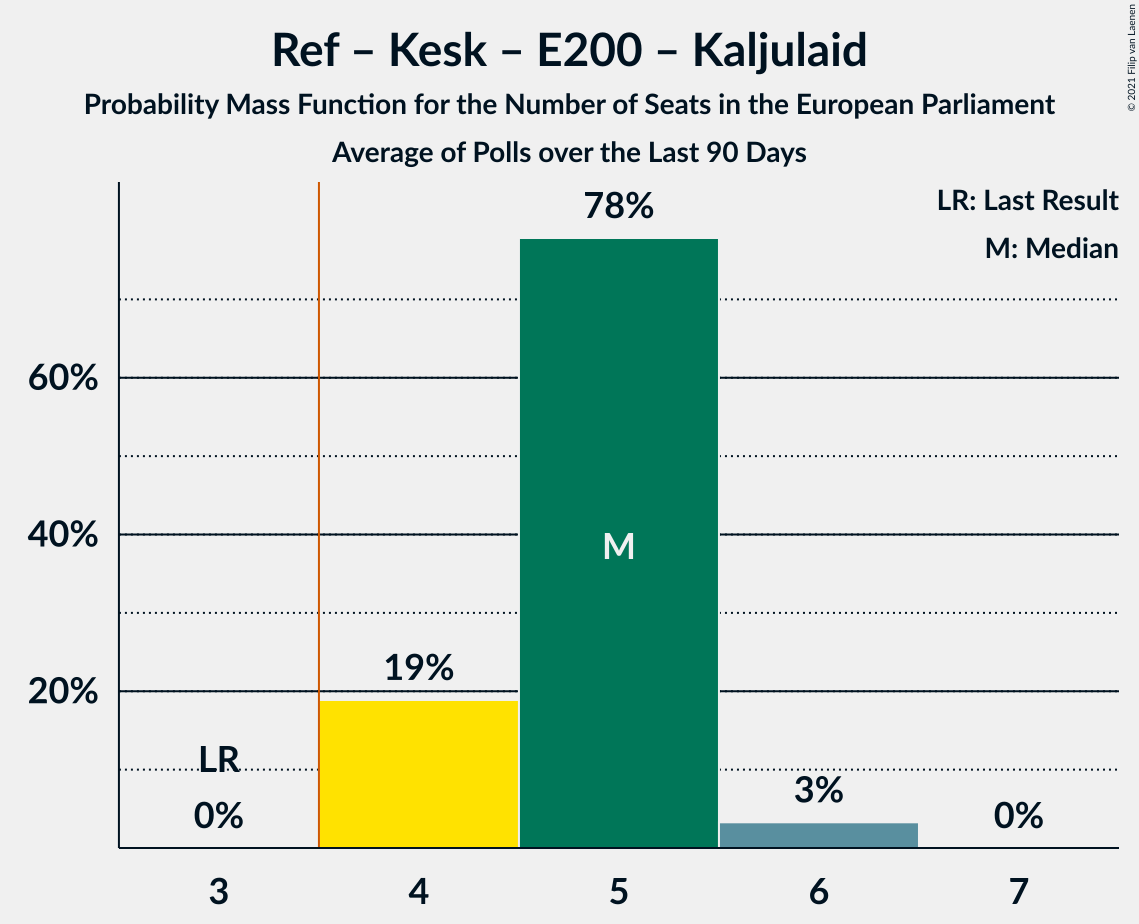 Ref – Kesk – E200 – Kaljulaid
Probability Mass Function for the Number of Seats in the European Parliament
Average of Polls over the Last 90 Days
© 2021 Filip van Laenen
LR: Last Result
M: Median
78%
60%
40%
M
19%
20%
LR
0%
3%
0%
3 4 5 6 7